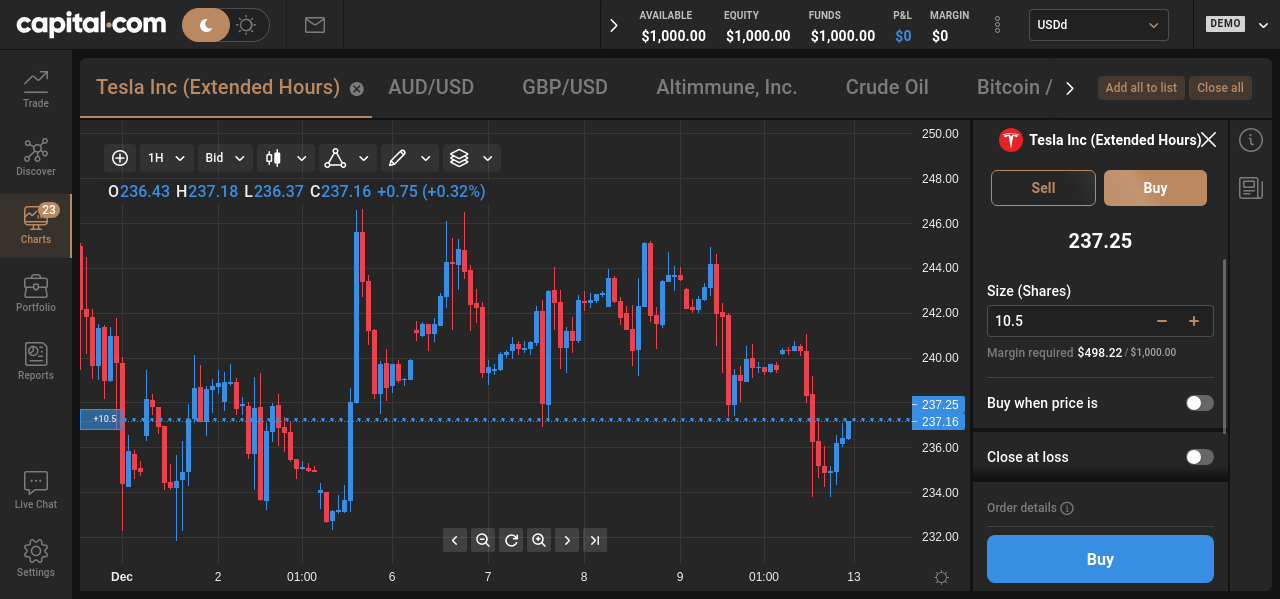 capital.com
AVAILABLE EQUITY FUNDS P&L MARGIN
$1,000.00 $1,000.00 $1,000.00 $0 $0
USDd
DEMO
Trade
Discover
23
Charts
Portfolio
Reports
Live Chat
Settings
Tesla Inc (Extended Hours) AUD/USD GBP/USD Altimmune, Inc. Crude Oil Bitcoin /
Add all to list Close all
1H Bid
O236.43 H237.18 L236.37 C237.16 +0.75 (+0.32%)
250.00
248.00
246.00
244.00
242.00
240.00
237.25
237.16
236.00
234.00
232.00
+10.5
Dec 2 01:00 6 7 8 9 01:00 13
Tesla Inc (Extended Hours)
Sell Buy
237.25
Size (Shares)
10.5 − +
Margin required $498.22 / $1,000.00
Buy when price is
Close at loss
Order details
Buy